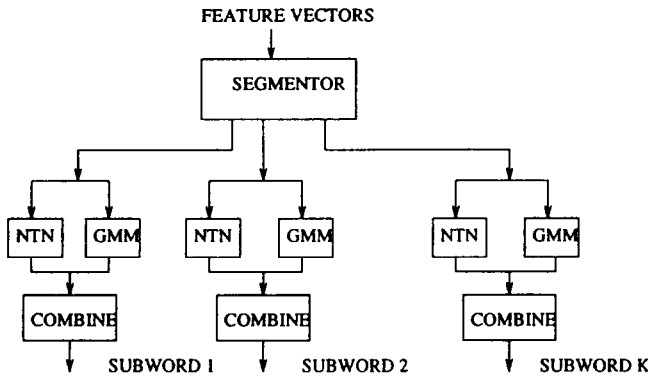 FEATURE VECTORS
SEGMENTOR
NTN GMM NTN GMM NTN GMM
COMBINE COMBINE COMBINE
SUBWORD 1 SUBWORD 2 SUBWORD K